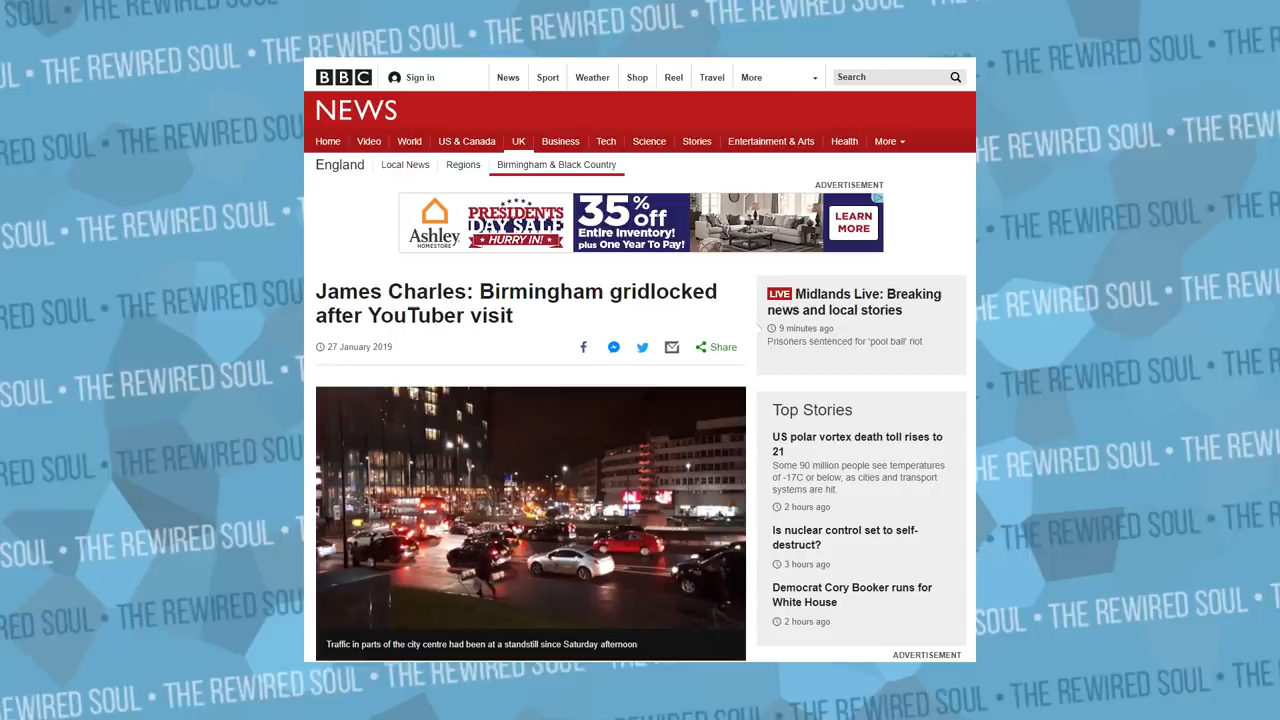 THE REWIRED SOUL • THE REWIRED SOUL • THE REWIRED SOUL
BBC
Sign in
News
Sport
Weather
Shop
Reel
Travel
More
Search
NEWS
Home
Video
World
US & Canada
UK
Business
Tech
Science
Stories
Entertainment & Arts
Health
More
England
Local News
Regions
Birmingham & Black Country
ADVERTISEMENT
Ashley
HOMESTORE
PRESIDENTS
DAY SALE
HURRY IN!
35% off
Entire Inventory!
plus One Year To Pay!
LEARN
MORE
James Charles: Birmingham gridlocked
after YouTuber visit
27 January 2019
Share
Traffic in parts of the city centre had been at a standstill since Saturday afternoon
LIVE Midlands Live: Breaking
news and local stories
9 minutes ago
Prisoners sentenced for 'pool ball' riot
Top Stories
US polar vortex death toll rises to
21
Some 90 million people see temperatures
of -17C or below, as cities and transport
systems are hit.
2 hours ago
Is nuclear control set to self-
destruct?
3 hours ago
Democrat Cory Booker runs for
White House
2 hours ago
ADVERTISEMENT